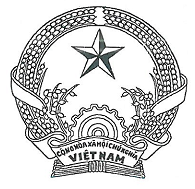 CỘNG HÒA XÃ HỘI CHỦ NGHĨA
VIỆT NAM